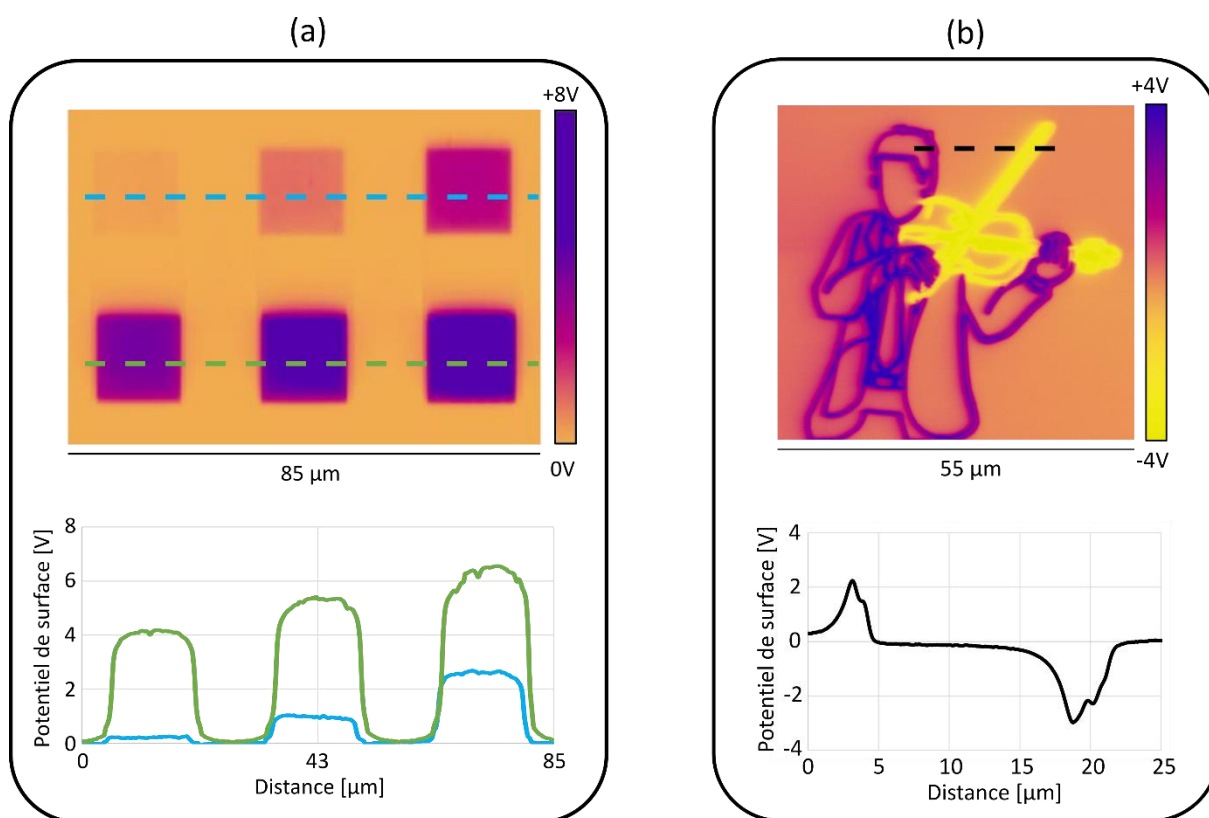 (a)
+8V
0V
85 µm
Potentiel de surface [V]
8
6
4
2
0
0
43
85
Distance [µm]
(b)
+4V
-4V
55 µm
Potentiel de surface [V]
4
2
0
-2
-4
0
5
10
15
20
25
Distance [µm]